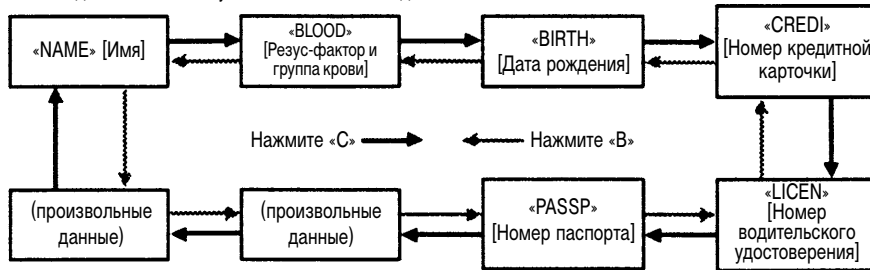 «NAME» [Имя]
«BLOOD»
[Резус-фактор и
группа крови]
«BIRTH»
[Дата рождения]
«CREDI»
[Номер кредитной
карточки]
Нажмите «C»
Нажмите «B»
(произвольные
данные)
(произвольные
данные)
«PASSP»
[Номер паспорта]
«LICEN»
[Номер
водительского
удостоверения]